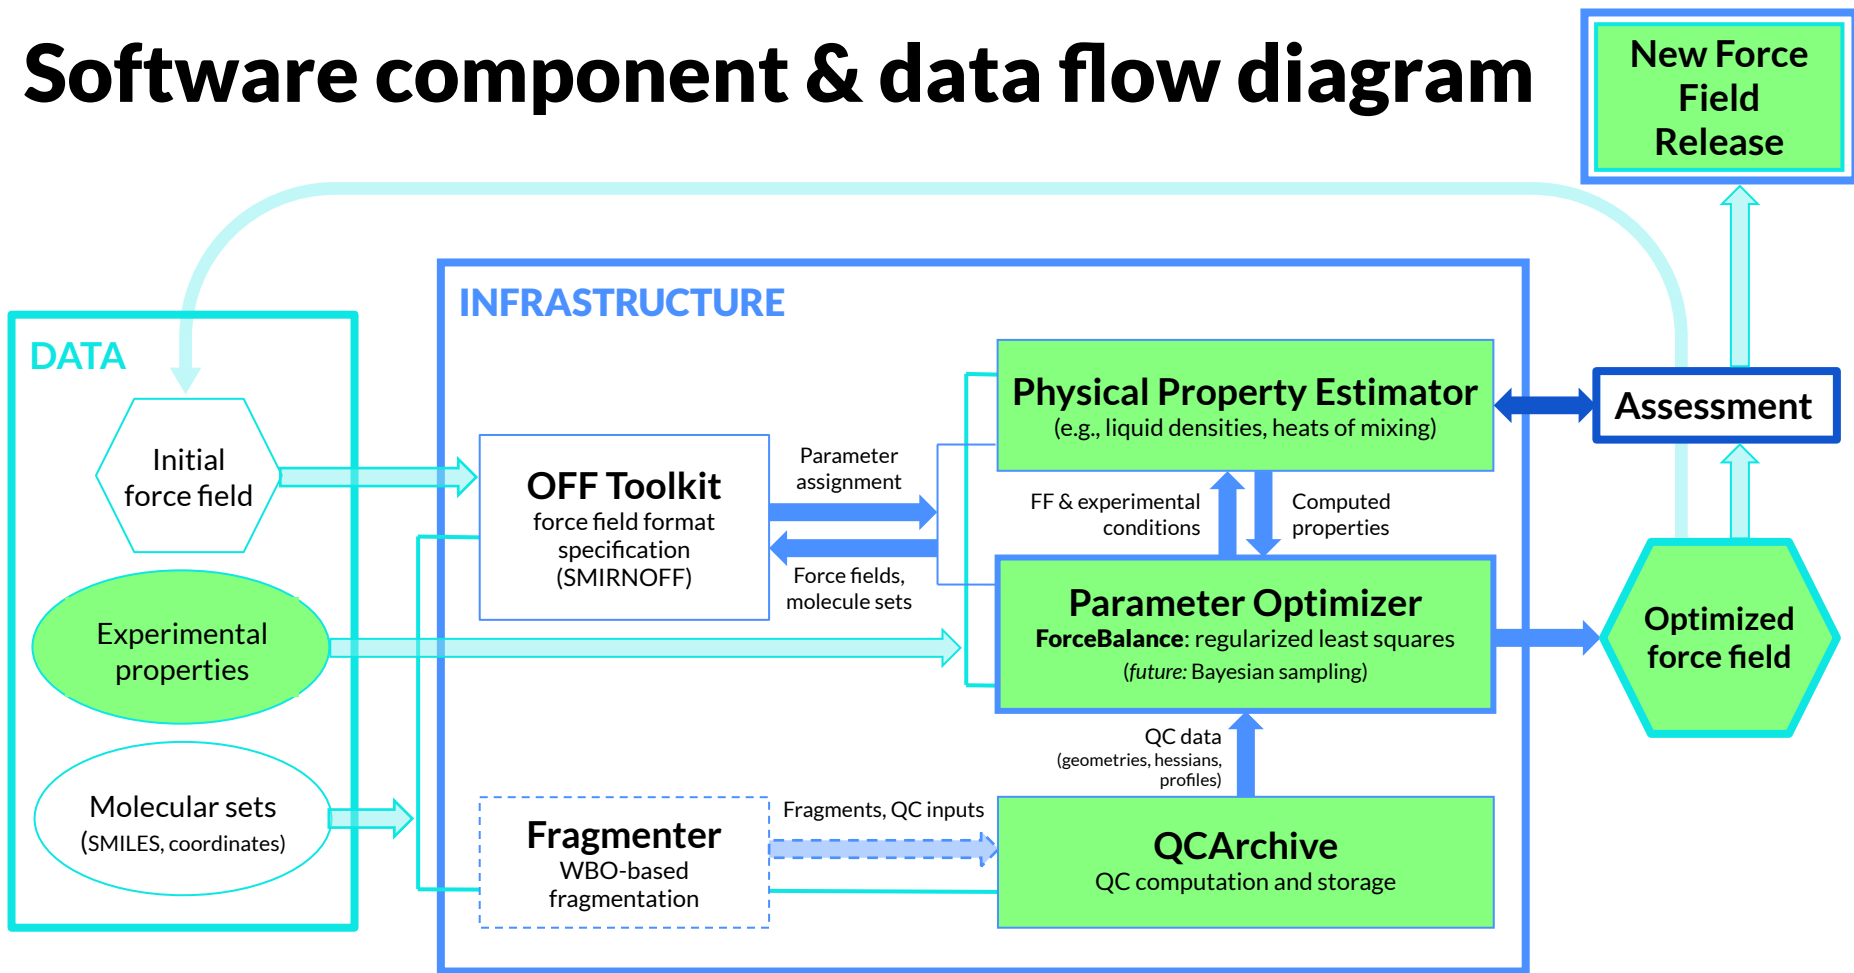 Software component & data flow diagram
New Force
Field
Release
INFRASTRUCTURE
DATA
Initial
force field
Experimental
properties
Molecular sets
(SMILES, coordinates)
OFF Toolkit
force field format
specification
(SMIRNOFF)
Parameter
assignment
Force fields,
molecule sets
Physical Property Estimator
(e.g., liquid densities, heats of mixing)
FF & experimental
conditions
Computed
properties
Parameter Optimizer
ForceBalance: regularized least squares
(future: Bayesian sampling)
QC data
(geometries, hessians,
profiles)
Fragmenter
WBO-based
fragmentation
Fragments, QC inputs
QCArchive
QC computation and storage
Assessment
Optimized
force field